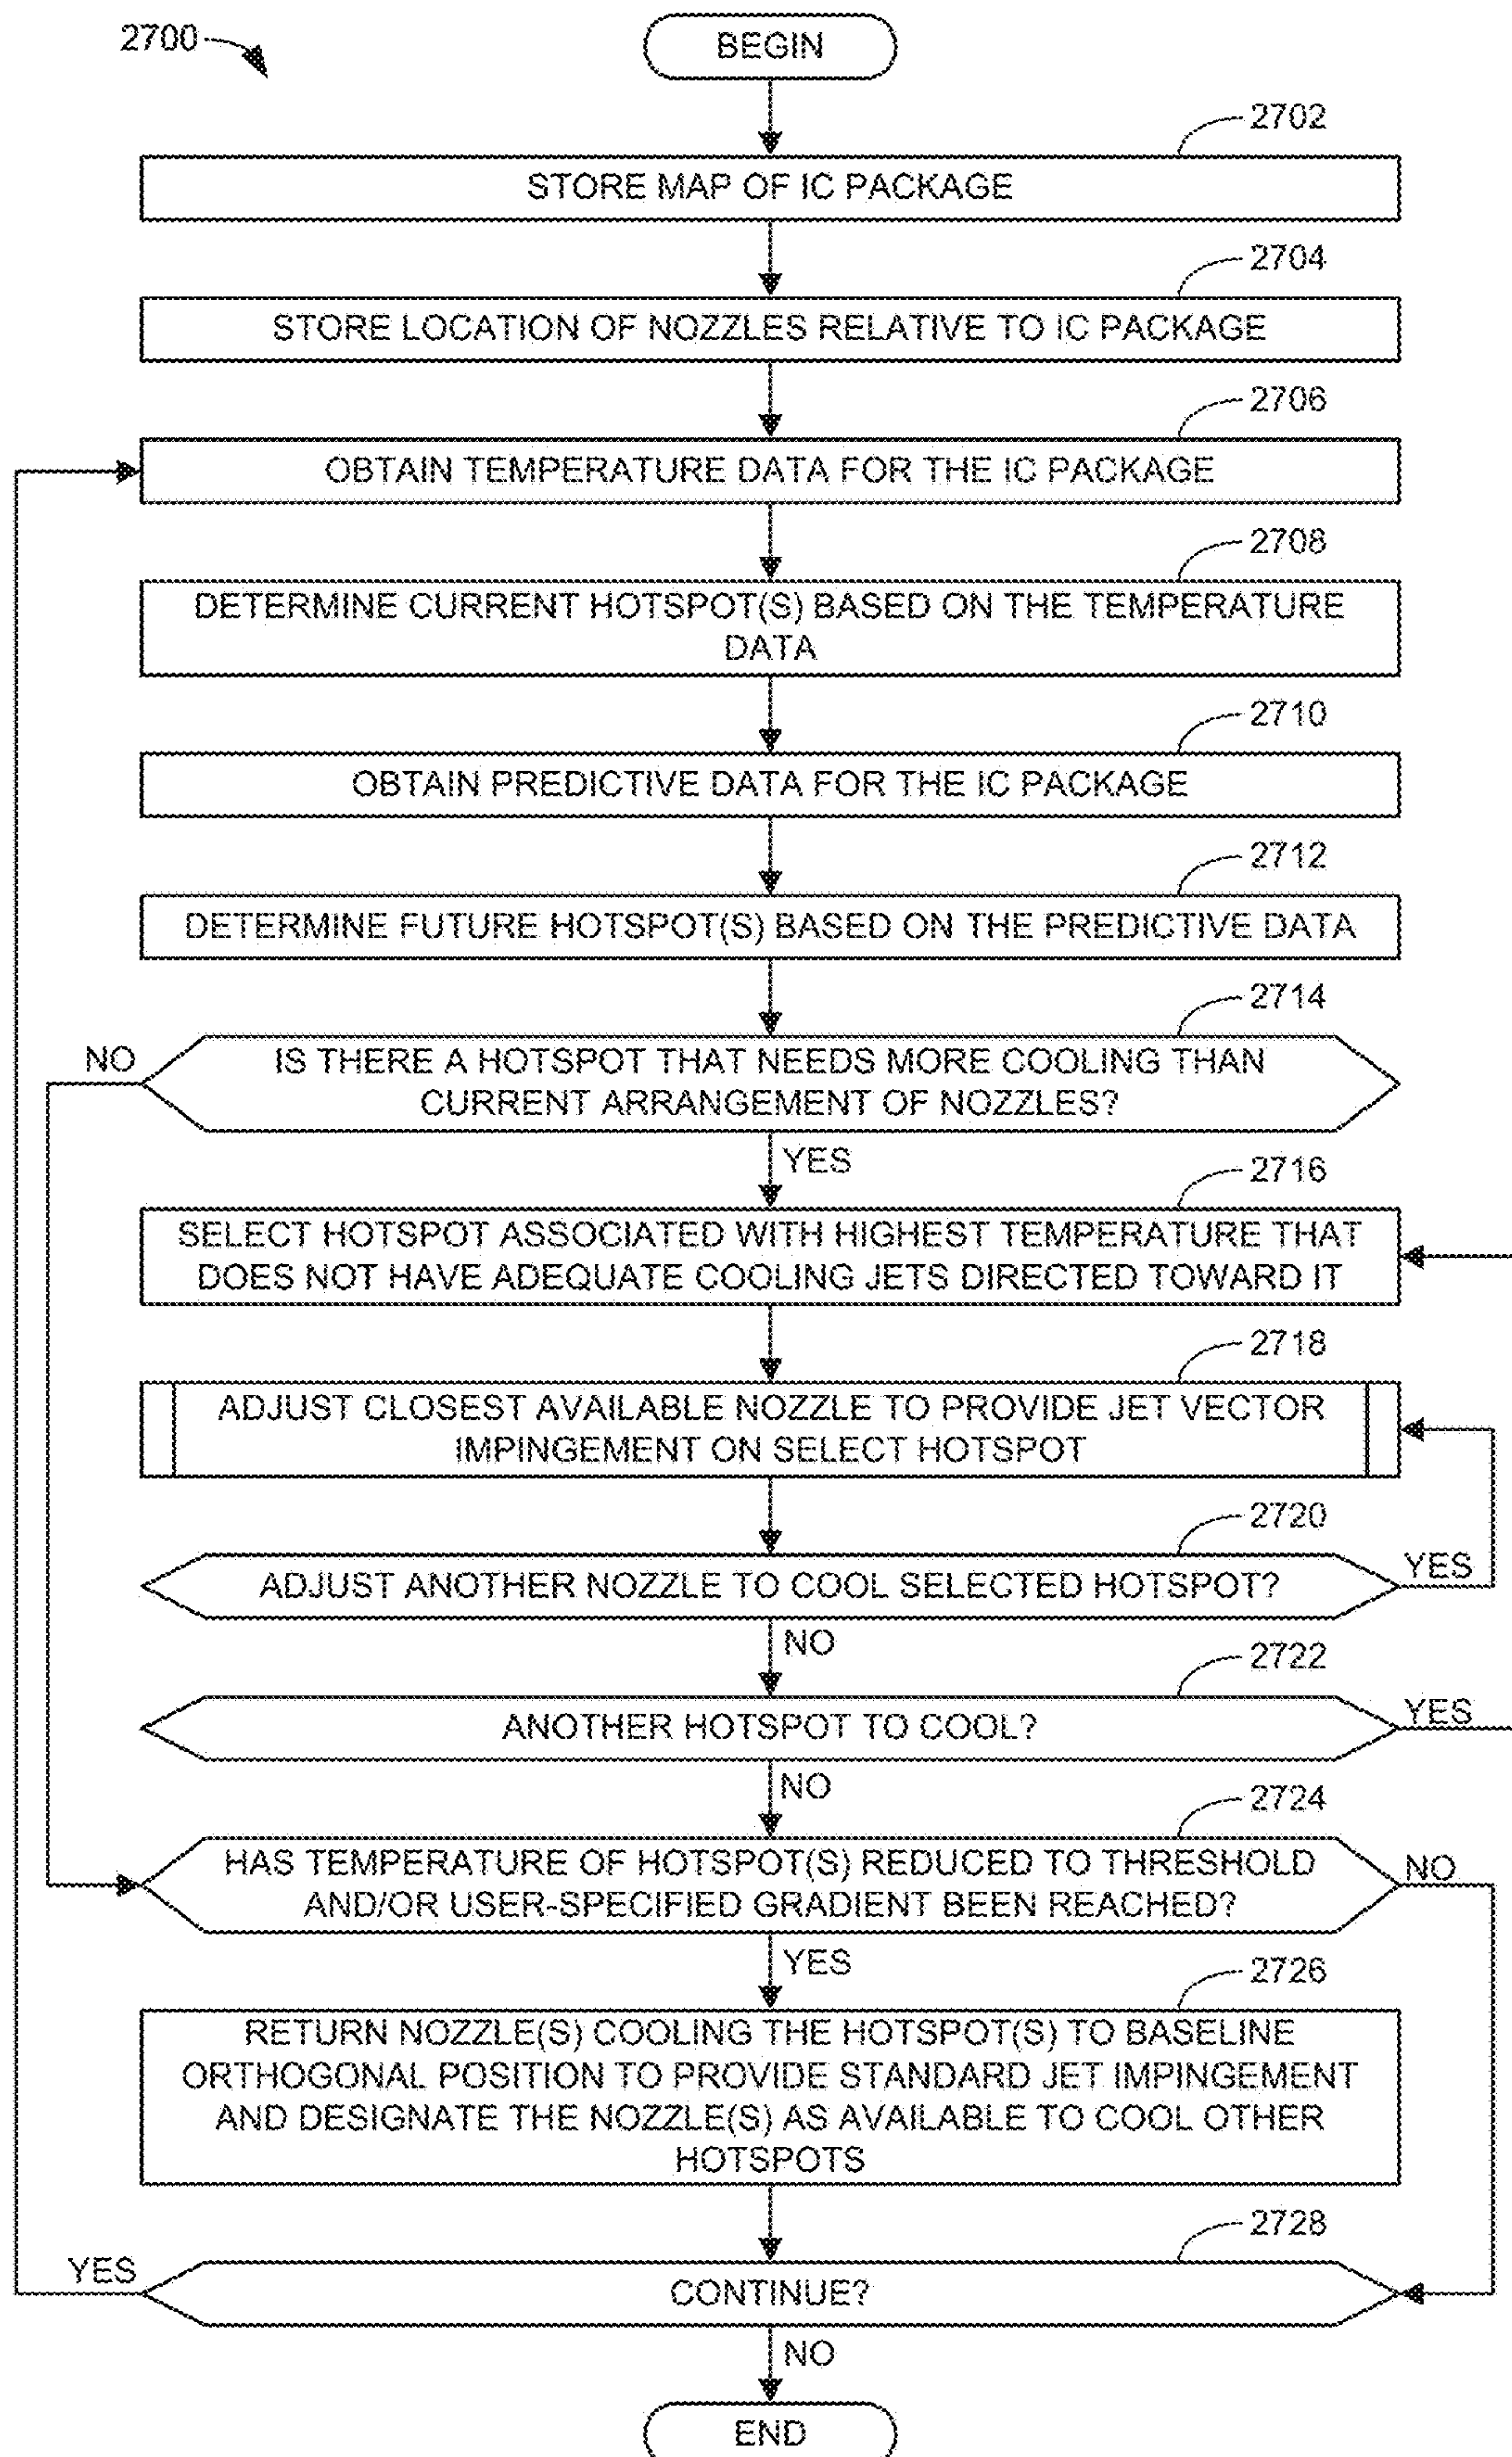 2700
BEGIN
2702
STORE MAP OF IC PACKAGE
2704
STORE LOCATION OF NOZZLES RELATIVE TO IC PACKAGE
2706
OBTAIN TEMPERATURE DATA FOR THE IC PACKAGE
2708
DETERMINE CURRENT HOTSPOT(S) BASED ON THE TEMPERATURE
DATA
2710
OBTAIN PREDICTIVE DATA FOR THE IC PACKAGE
2712
DETERMINE FUTURE HOTSPOT(S) BASED ON THE PREDICTIVE DATA
2714
NO
IS THERE A HOTSPOT THAT NEEDS MORE COOLING THAN
CURRENT ARRANGEMENT OF NOZZLES?
YES
2716
SELECT HOTSPOT ASSOCIATED WITH HIGHEST TEMPERATURE THAT
DOES NOT HAVE ADEQUATE COOLING JETS DIRECTED TOWARD IT
2718
ADJUST CLOSEST AVAILABLE NOZZLE TO PROVIDE JET VECTOR
IMPINGEMENT ON SELECT HOTSPOT
2720
ADJUST ANOTHER NOZZLE TO COOL SELECTED HOTSPOT?
YES
NO
2722
ANOTHER HOTSPOT TO COOL?
YES
NO
2724
HAS TEMPERATURE OF HOTSPOT(S) REDUCED TO THRESHOLD
AND/OR USER-SPECIFIED GRADIENT BEEN REACHED?
NO
YES
2726
RETURN NOZZLE(S) COOLING THE HOTSPOT(S) TO BASELINE
ORTHOGONAL POSITION TO PROVIDE STANDARD JET IMPINGEMENT
AND DESIGNATE THE NOZZLE(S) AS AVAILABLE TO COOL OTHER
HOTSPOTS
2728
YES
CONTINUE?
NO
END